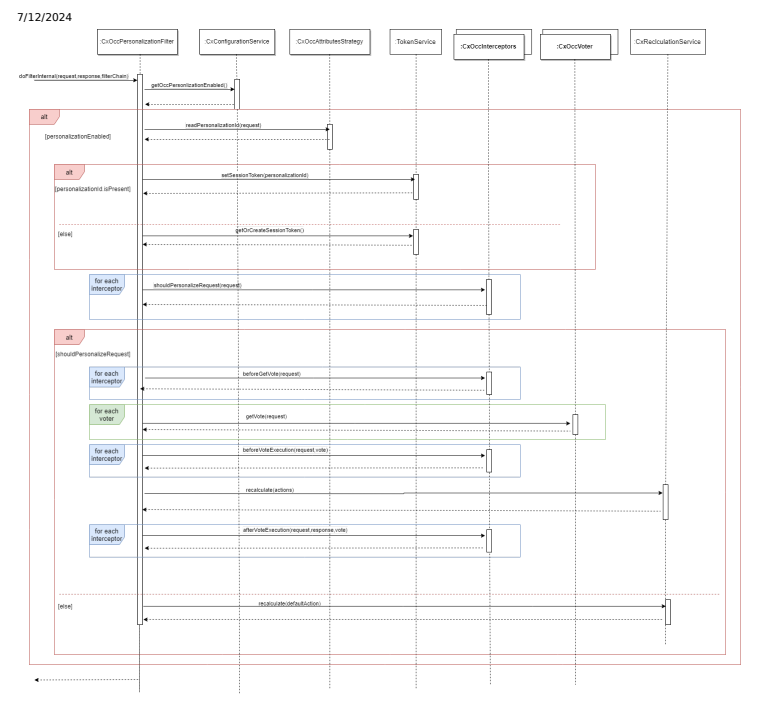 7/12/2024
:CxOccPersonalizationFilter
:CxConfigurationService
:CxOccAttributesStrategy
:TokenService
:CxOccInterceptors
:CxOccVoter
:CxReclculationService
doFilterInternal(request,response,filterChain)
getOccPersonlizationEnabled()
alt
readPersonalizationId(request)
[personalizationEnabled]
alt
setSessionToken(personalizationId)
[personalizationId.isPresent]
[else]
getOrCreateSessionToken()
for each
interceptor
shouldPersonalizeRequest(request)
alt
[shouldPersonalizeRequest]
for each
interceptor
beforeGetVote(request)
for each
voter
getVote(request)
for each
interceptor
beforeVoteExecution(request,vote)
recalculate(actions)
for each
interceptor
afterVoteExecution(request,response,vote)
[else]
recalculate(defaultAction)